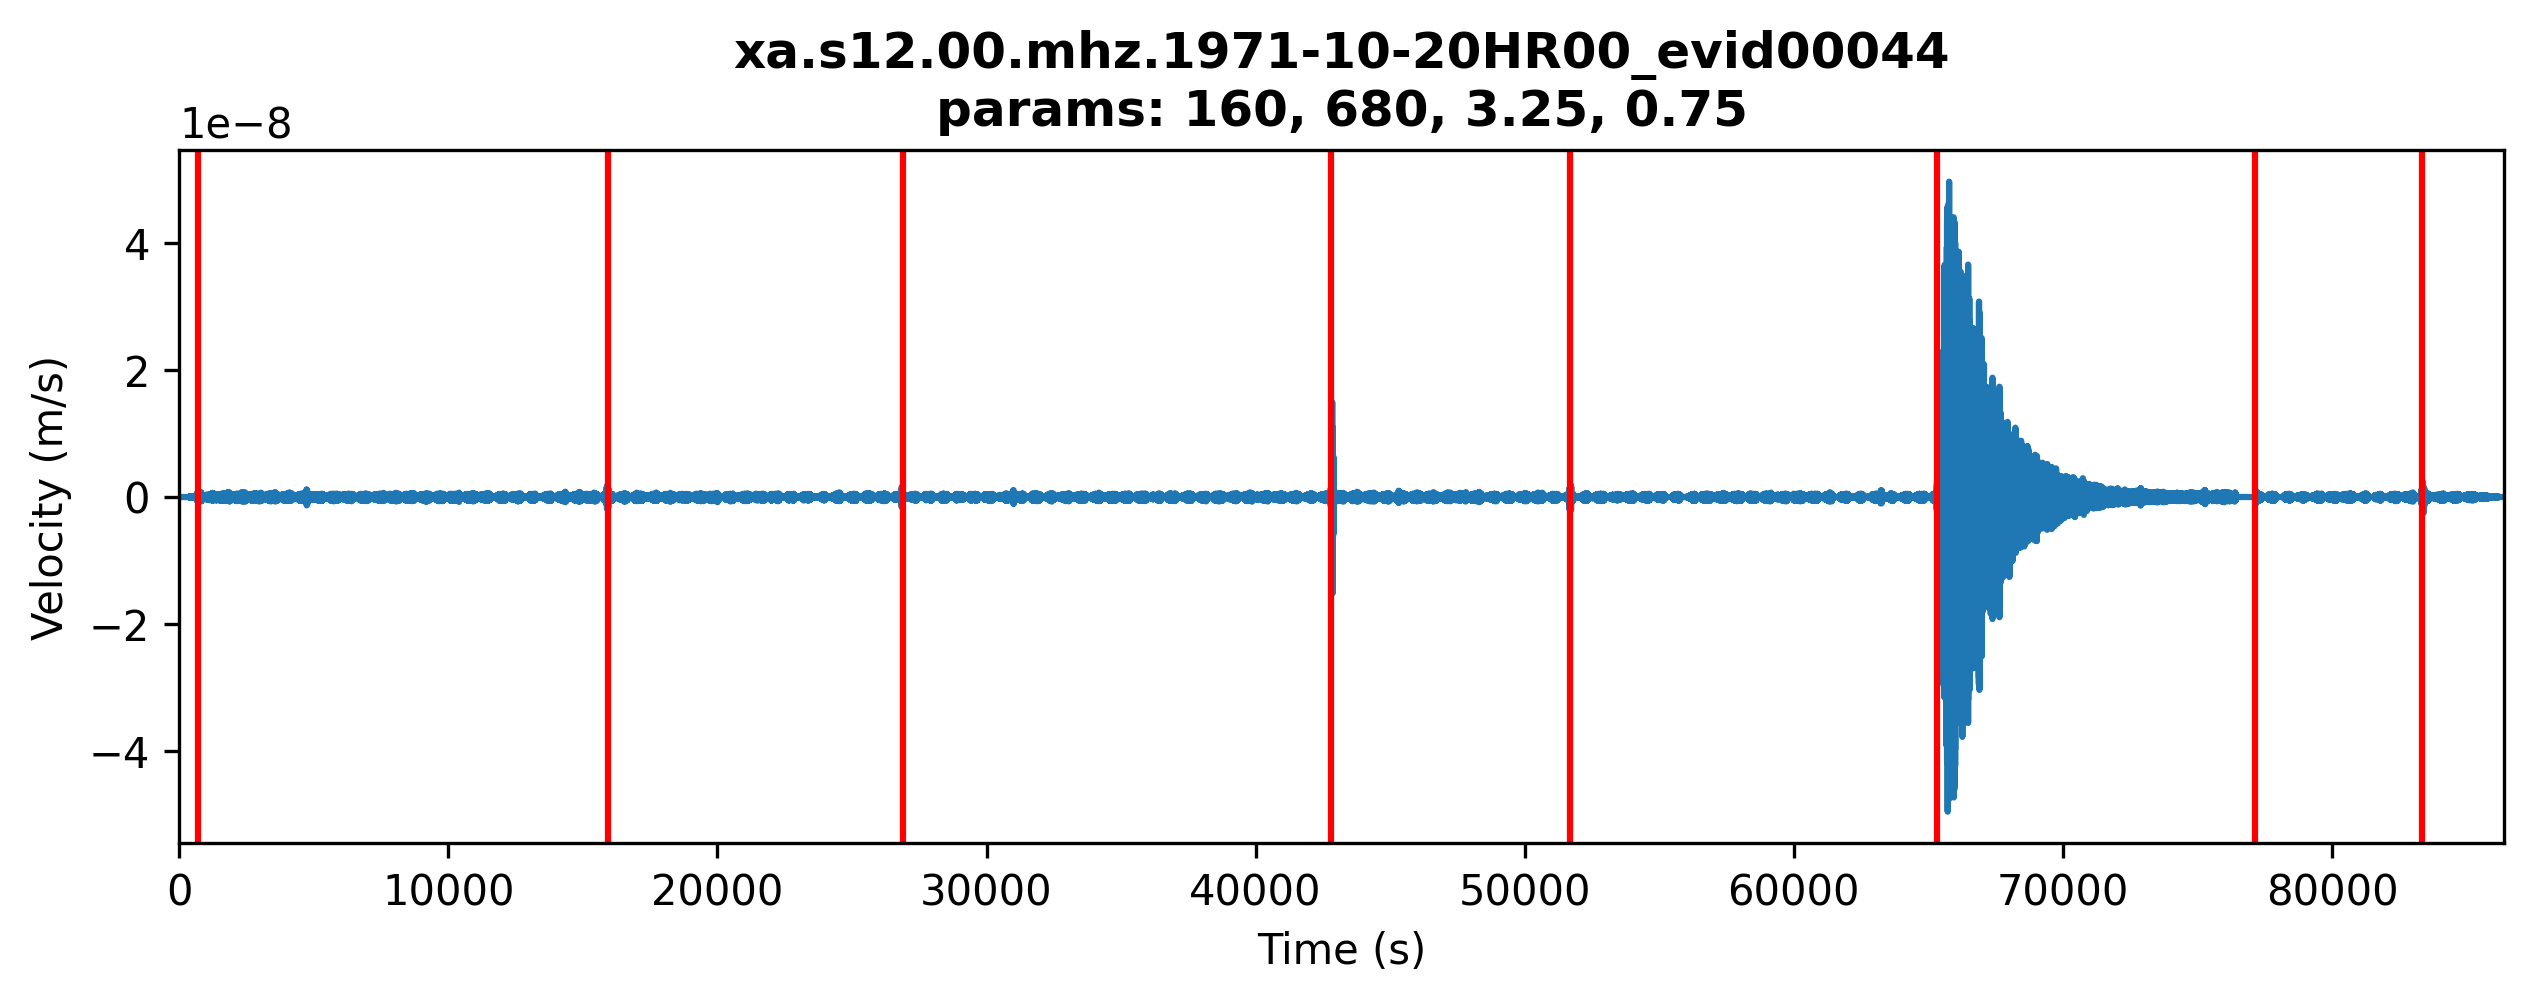 xa.s12.00.mhz.1971-10-20HR00_evid00044
params: 160, 680, 3.25, 0.75
1e−8
4
2
0
−2
−4
Velocity (m/s)
0 10000 20000 30000 40000 50000 60000 70000 80000
Time (s)